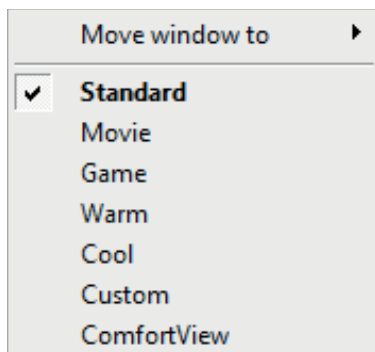 Move window to
Standard
Movie
Game
Warm
Cool
Custom
ComfortView